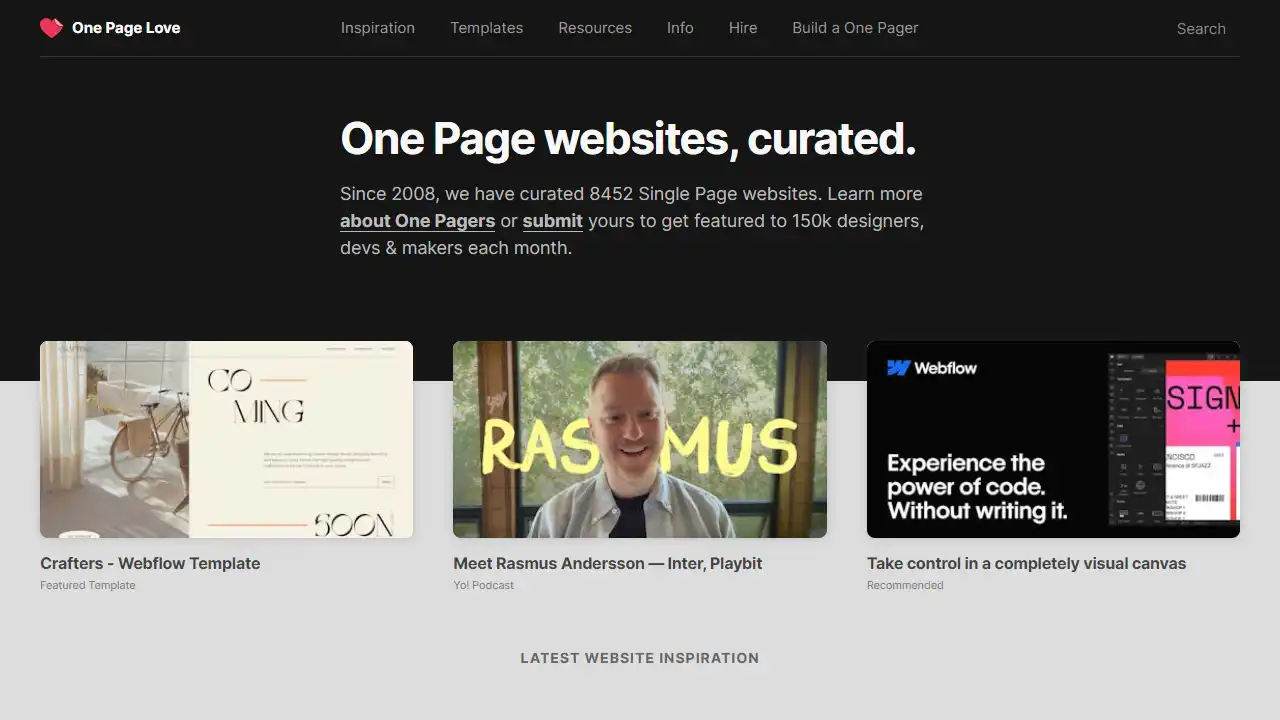 One Page Love
Inspiration
Templates
Resources
Info
Hire
Build a One Pager
Search
One Page websites, curated.
Since 2008, we have curated 8452 Single Page websites. Learn more
about One Pagers or submit yours to get featured to 150k designers,
devs & makers each month.
CO
MING
SOON
yo!
RASMUS
Webflow
Experience the
power of code.
Without writing it.
SIGN
+
Crafters - Webflow Template
Featured Template
Meet Rasmus Andersson — Inter, Playbit
Yo! Podcast
Take control in a completely visual canvas
Recommended
LATEST WEBSITE INSPIRATION